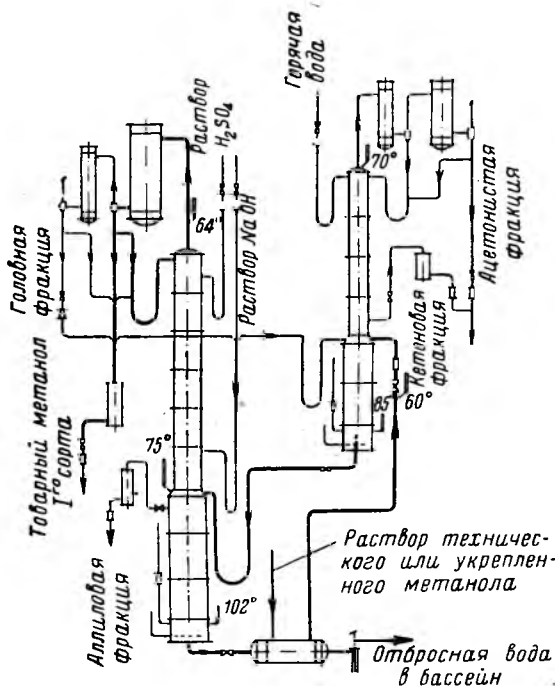 Горячая
вода
Раствор
H₂SO₄
Раствор NaOH
70°
64°
Головная
фракция
Ацетонистая
фракция
Кетоновая
фракция
85
60°
Товарный метанол
Iго сорта
75°
Аллиловая
фракция
102°
Раствор техничес-
кого или укреплен-
ного метанола
Отбросная вода
в бассейн